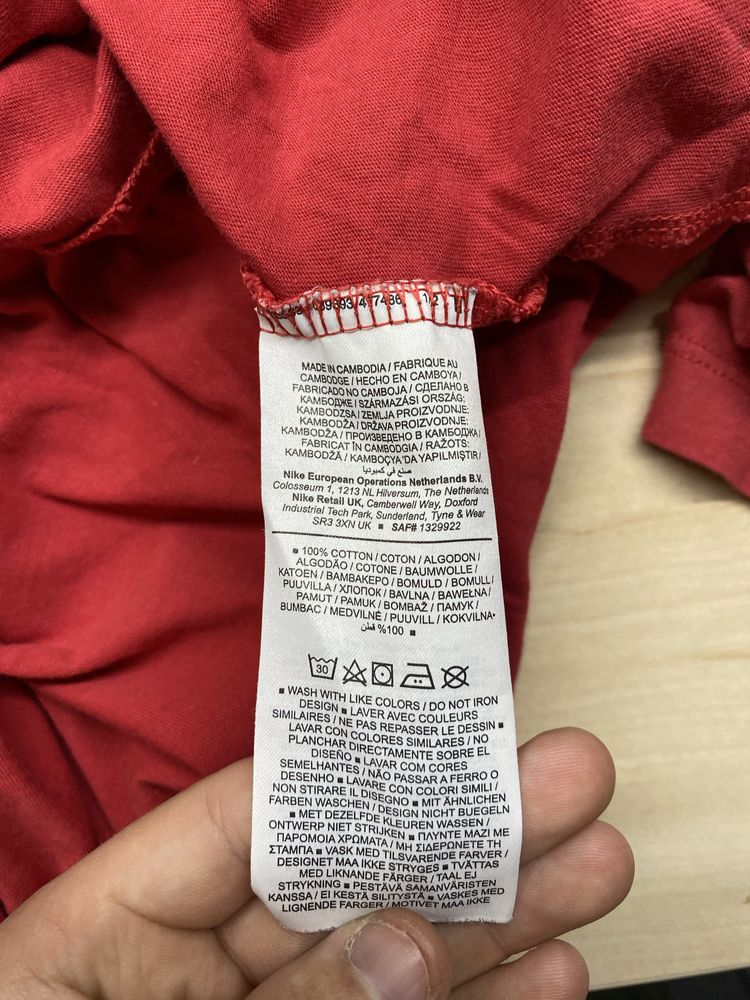 MADE IN CAMBODIA / FABRIQUE AU
CAMBODGE / HECHO EN CAMBOYA /
FABRICADO NO CAMBOJA / СДЕЛАНО В
КАМБОДЖЕ / SZÁRMAZÁSI ORSZÁG:
KAMBODZSA / ZEMLJA PROIZVODNJE:
KAMBODŽA / DRŽAVA PROIZVODNJE:
KAMBODŽA / ПРОИЗВЕДЕНО В КАМБОДЖА /
FABRICAT ÎN CAMBODGIA / RAŽOTS:
KAMBODŽĀ / KAMBOÇYA'DA YAPILMIŞTIR /
صنع في كمبوديا
Nike European Operations Netherlands B.V.
Colosseum 1, 1213 NL Hilversum, The Netherlands
Nike Retail UK, Camberwell Way, Doxford
Industrial Tech Park, Sunderland, Tyne & Wear
SR3 3XN UK ■ SAF# 1329922
■ 100% COTTON / COTON / ALGODON /
ALGODÃO / COTONE / BAUMWOLLE /
KATOEN / ΒΑΜΒΑΚΕΡΟ / BOMULD / BOMULL /
PUUVILLA / ХЛОПОК / BAVLNA / BAWEŁNA /
PAMUT / PAMUK / BOMBAŽ / ПАМУК /
BUMBAC / MEDVILNĖ / PUUVILL / KOKVILNA
100% قطن ■
30
■ WASH WITH LIKE COLORS / DO NOT IRON
DESIGN ■ LAVER AVEC COULEURS
SIMILAIRES / NE PAS REPASSER LE DESSIN ■
LAVAR CON COLORES SIMILARES / NO
PLANCHAR DIRECTAMENTE SOBRE EL
DISEÑO ■ LAVAR COM CORES
SEMELHANTES / NÃO PASSAR A FERRO O
DESENHO ■ LAVARE CON COLORI SIMILI /
NON STIRARE IL DISEGNO ■ MIT ÄHNLICHEN
FARBEN WASCHEN / DESIGN NICHT BUEGELN
■ MET DEZELFDE KLEUREN WASSEN /
ONTWERP NIET STRIJKEN ■ ΠΛΥΝΤΕ ΜΑΖΙ ΜΕ
ΠΑΡΟΜΟΙΑ ΧΡΩΜΑΤΑ / ΜΗ ΣΙΔΕΡΩΝΕΤΕ ΤΗ
ΣΤΑΜΠΑ ■ VASK MED TILSVARENDE FARVER /
DESIGNET MAA IKKE STRYGES ■ TVÄTTAS
MED LIKNANDE FÄRGER / TAAL EJ
STRYKNING ■ PESTÄVÄ SAMANVÄRISTEN
KANSSA / EI KESTÄ SILITYSTÄ ■ VASKES MED
LIGNENDE FARGER / MOTIVET MAA IKKE